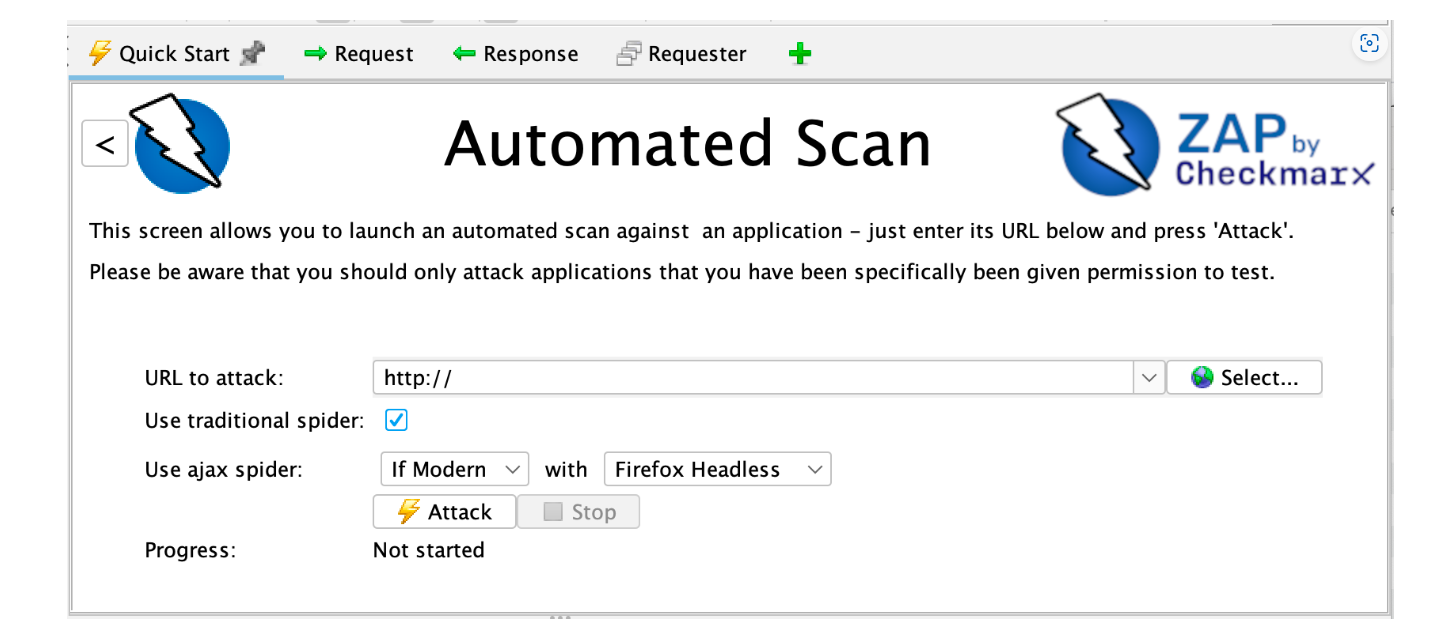 Quick Start Request Response Requester
<
Automated Scan
ZAP by
Checkmarx
This screen allows you to launch an automated scan against  an application – just enter its URL below and press 'Attack'.
Please be aware that you should only attack applications that you have been specifically been given permission to test.
URL to attack: http:// Select...
Use traditional spider:
Use ajax spider: If Modern with Firefox Headless
Attack Stop
Progress: Not started